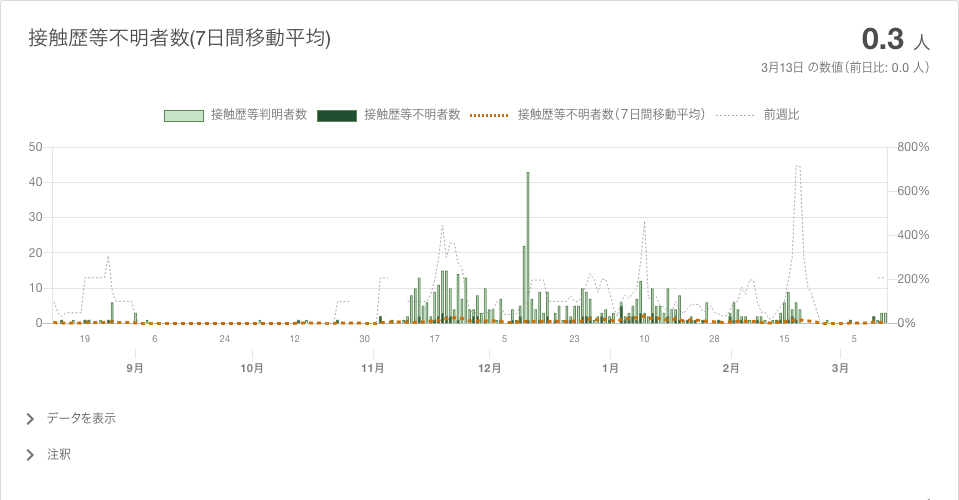 接触歴等不明者数(7日間移動平均)
0.3 人
3月13日 の数値（前日比: 0.0 人）
接触歴等判明者数 接触歴等不明者数 接触歴等不明者数（7日間移動平均） 前週比
50 800%
40 600%
30 400%
20 200%
10 0%
0
19 6 24 12 30 17 5 23 10 28 15 5
9月 10月 11月 12月 1月 2月 3月
データを表示
注釈